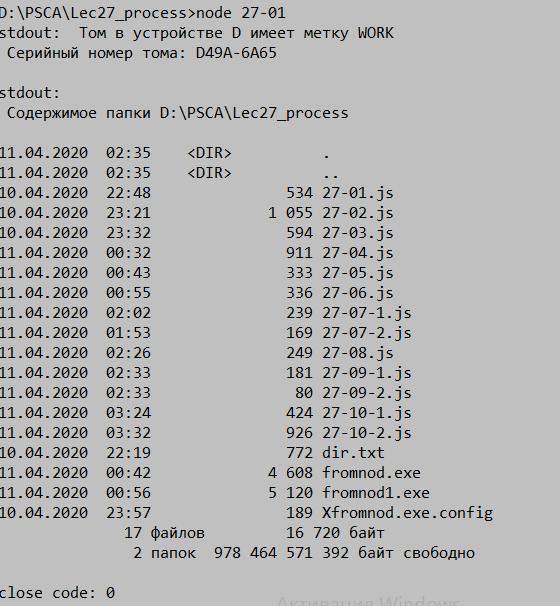 D:\PSCA\Lec27_process>node 27-01
stdout:  Том в устройстве D имеет метку WORK
 Серийный номер тома: D49A-6A65
stdout:
 Содержимое папки D:\PSCA\Lec27_process
11.04.2020  02:35    <DIR>          .
11.04.2020  02:35    <DIR>          ..
10.04.2020  22:48               534 27-01.js
10.04.2020  23:21             1 055 27-02.js
10.04.2020  23:32               594 27-03.js
11.04.2020  00:32               911 27-04.js
11.04.2020  00:43               333 27-05.js
11.04.2020  00:55               336 27-06.js
11.04.2020  02:02               239 27-07-1.js
11.04.2020  01:53               169 27-07-2.js
11.04.2020  02:26               249 27-08.js
11.04.2020  02:33               181 27-09-1.js
11.04.2020  02:33                80 27-09-2.js
11.04.2020  03:24               424 27-10-1.js
11.04.2020  03:32               926 27-10-2.js
10.04.2020  22:19               772 dir.txt
11.04.2020  00:42             4 608 fromnod.exe
11.04.2020  00:56             5 120 fromnod1.exe
10.04.2020  23:57               189 Xfromnod.exe.config
              17 файлов         16 720 байт
               2 папок  978 464 571 392 байт свободно
close code: 0
Активация Windows